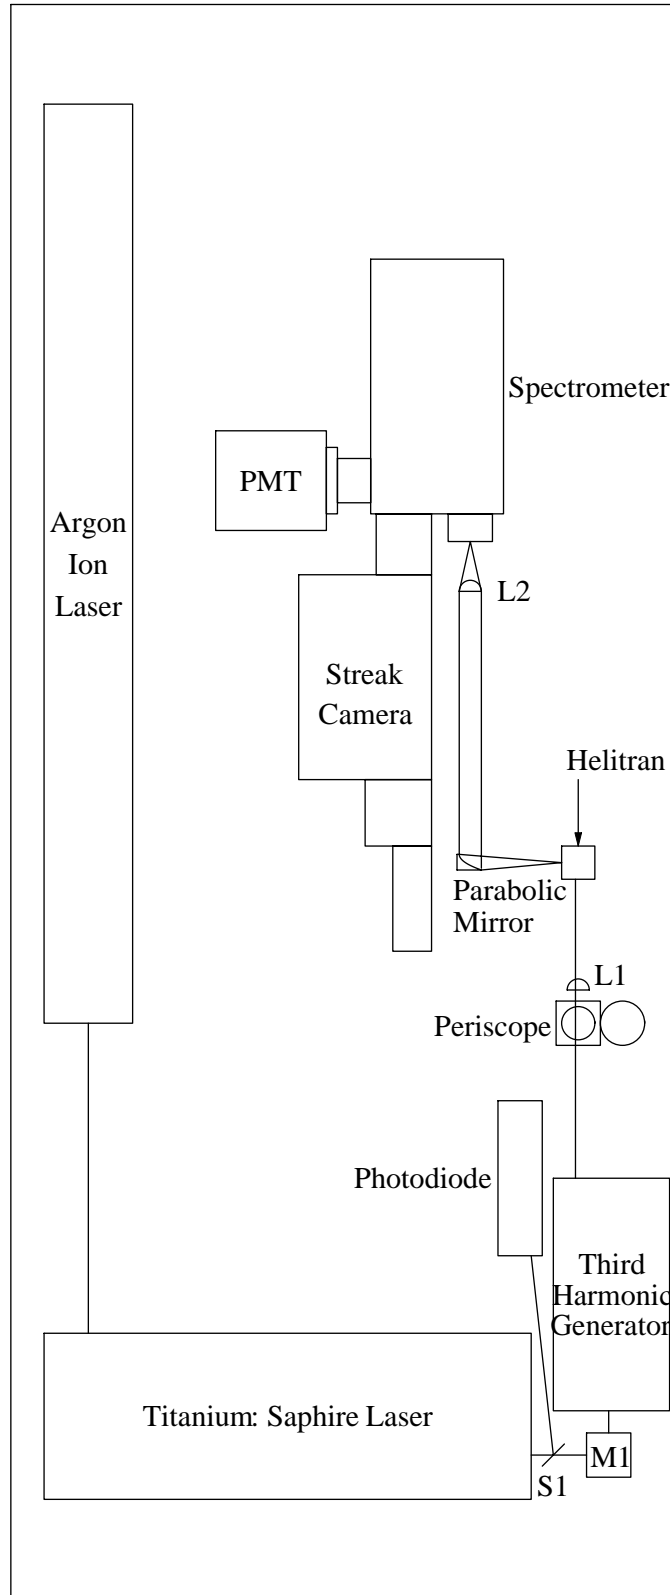 Spectrometer
PMT
Argon
Ion
Laser
L2
Streak
Camera
Helitran
Parabolic
Mirror
L1
Periscope
Photodiode
Third
Harmonic
Generator
Titanium: Saphire Laser
M1
S1